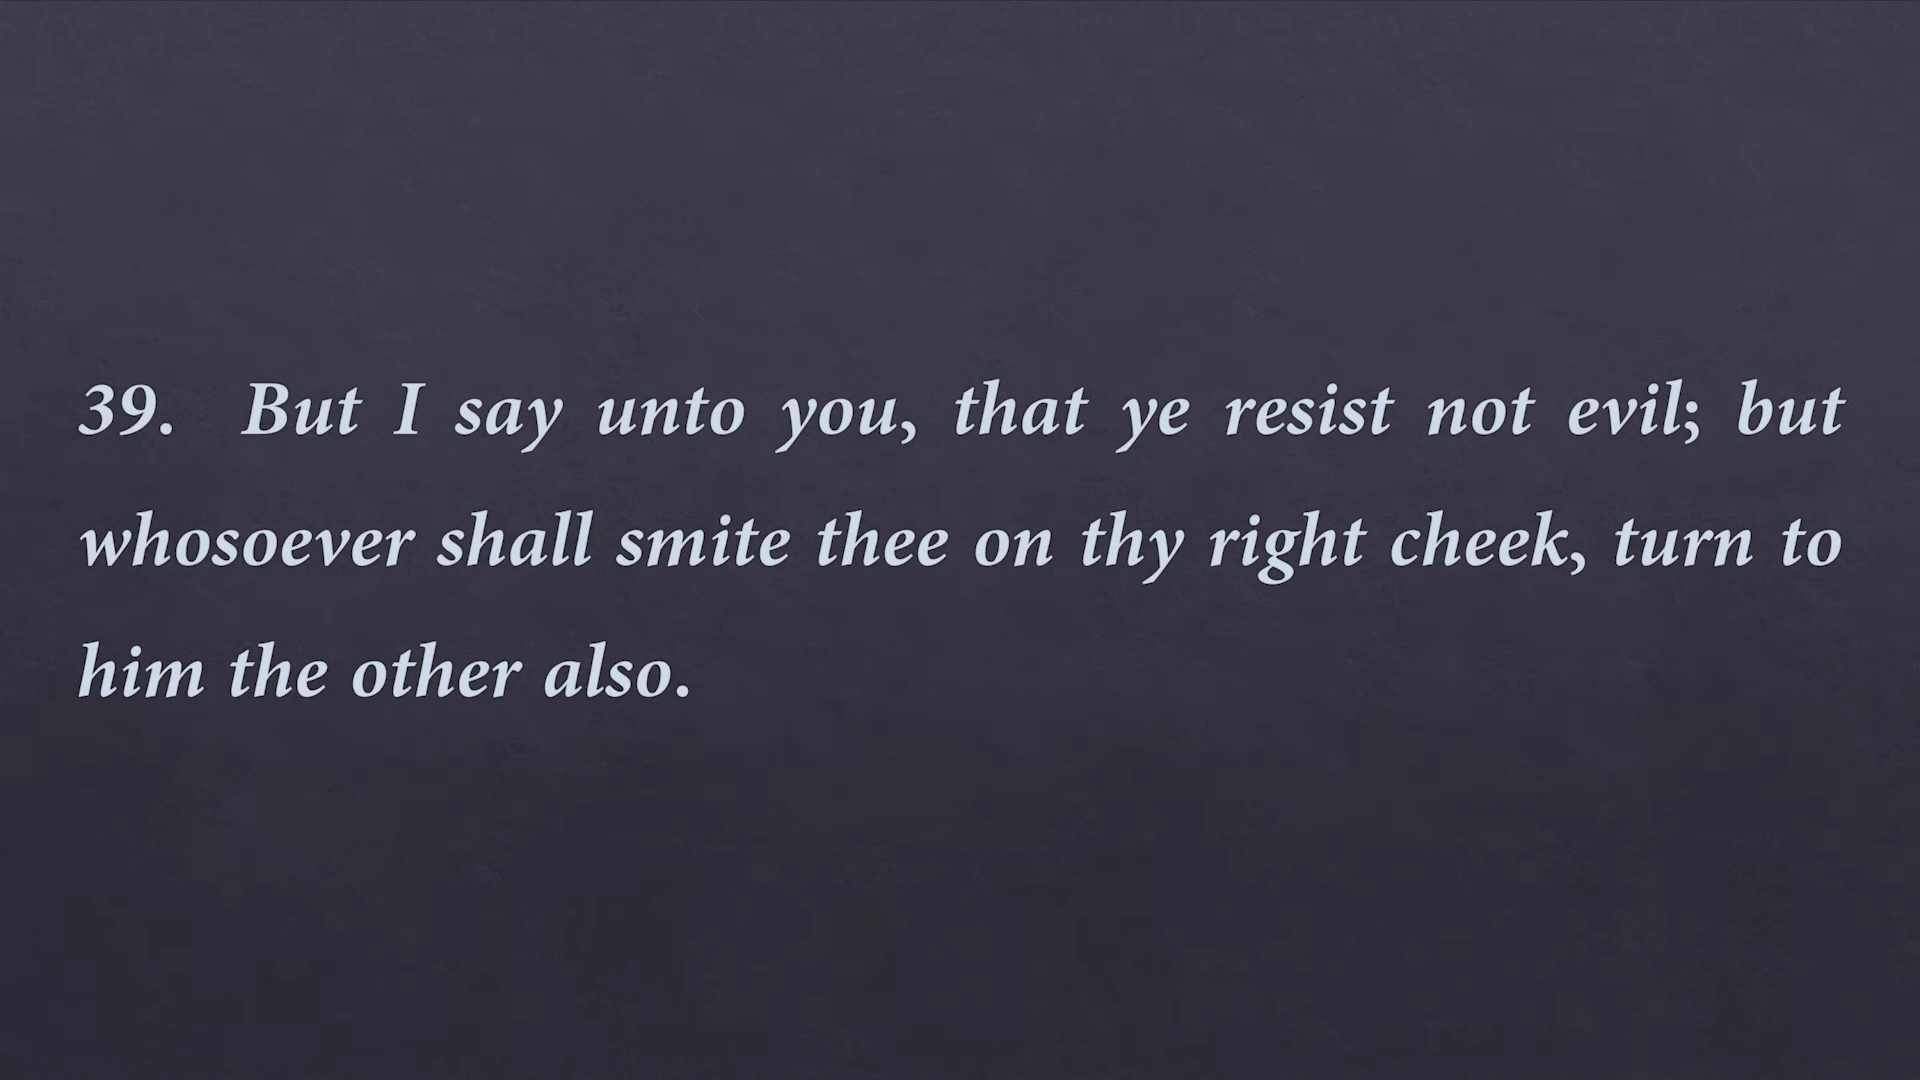 39. But I say unto you, that ye resist not evil; but
whosoever shall smite thee on thy right cheek, turn to
him the other also.